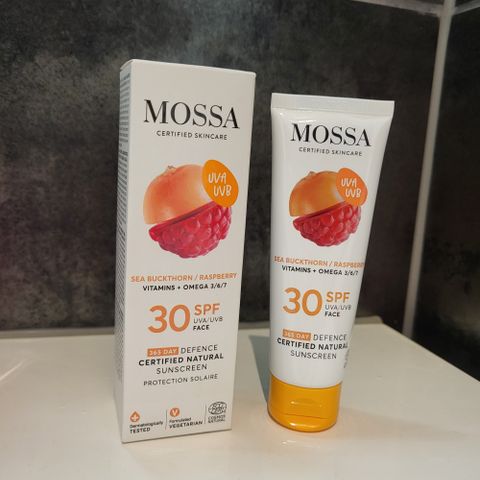 MOSSA
CERTIFIED SKINCARE
UVA
UVB
SEA BUCKTHORN / RASPBERRY
VITAMINS + OMEGA 3/6/7
30 SPF
UVA/UVB
FACE
365 DAY DEFENCE
CERTIFIED NATURAL
SUNSCREEN
PROTECTION SOLAIRE
Dermatologically
TESTED
Formulated
VEGETARIAN
COSMOS
NATURAL
MOSSA
CERTIFIED SKINCARE
UVA
UVB
SEA BUCKTHORN / RASPBERRY
VITAMINS + OMEGA 3/6/7
30 SPF
UVA/UVB
FACE
365 DAY DEFENCE
CERTIFIED NATURAL
SUNSCREEN